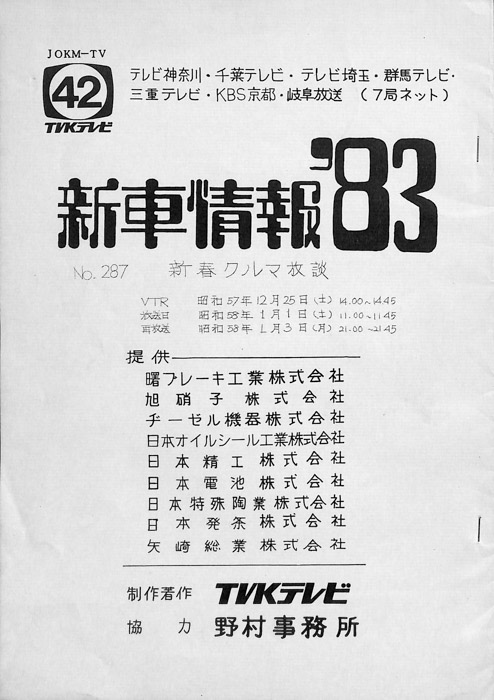 JOKM-TV
42
TVKテレビ
テレビ神奈川・千葉テレビ・テレビ埼玉・群馬テレビ・
三重テレビ・KBS京都・岐阜放送 (7局ネット)
新車情報'83
No.287 新春クルマ放談
VTR 昭和57年12月25日(土) 14.00~14.45
放送日 昭和58年1月1日(土) 11:00~11:45
再放送 昭和58年1月3日(月) 21:00~21:45
提供
曙ブレーキ工業株式会社
旭硝子株式会社
ヂーゼル機器株式会社
日本オイルシール工業株式会社
日本精工株式会社
日本電池株式会社
日本特殊陶業株式会社
日本発条株式会社
矢崎総業株式会社
制作著作 TVKテレビ
協力 野村事務所